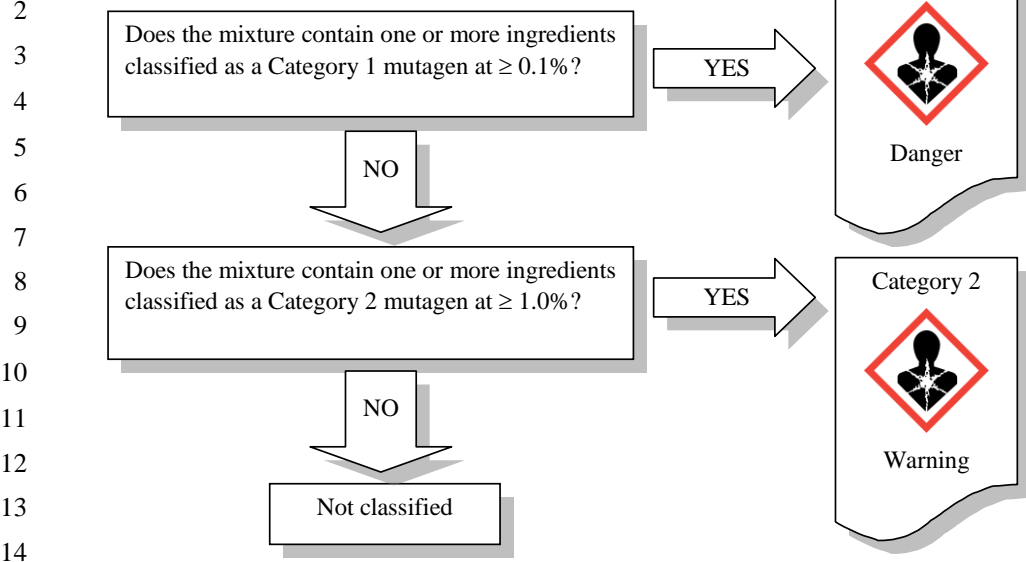 2
Does the mixture contain one or more ingredients
3
classified as a Category 1 mutagen at ≥ 0.1%?
YES
4
5
Danger
NO
6
7
8
Does the mixture contain one or more ingredients
Category 2
classified as a Category 2 mutagen at ≥ 1.0%?
YES
9
10
11
NO
12
Warning
13
Not classified
14